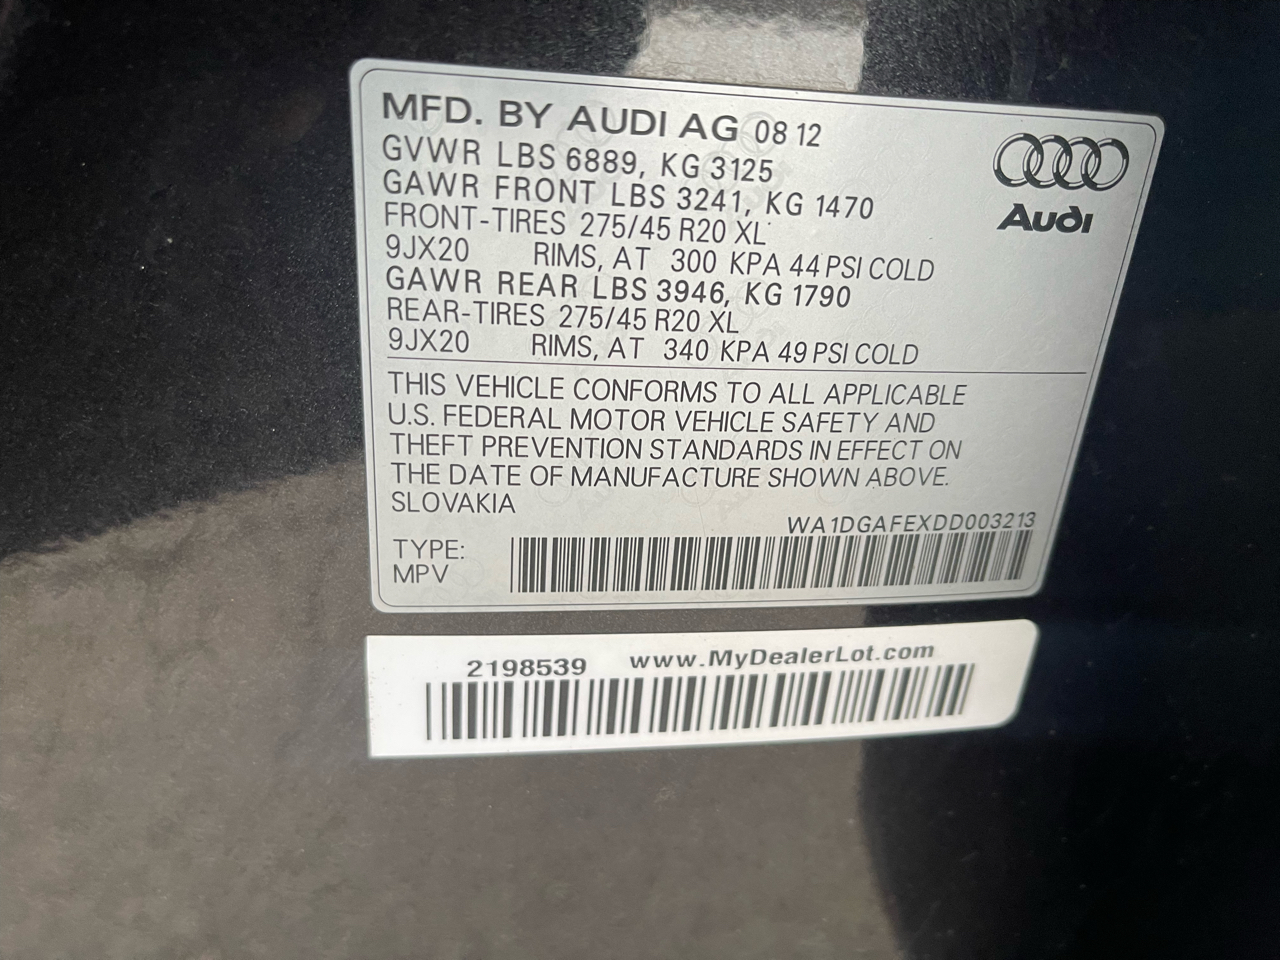 MFD. BY AUDI AG 08 12
GVWR LBS 6889, KG 3125
GAWR FRONT LBS 3241, KG 1470
FRONT-TIRES 275/45 R20 XL
9JX20 RIMS, AT 300 KPA 44 PSI COLD
GAWR REAR LBS 3946, KG 1790
REAR-TIRES 275/45 R20 XL
9JX20 RIMS, AT 340 KPA 49 PSI COLD
Audi
THIS VEHICLE CONFORMS TO ALL APPLICABLE
U.S. FEDERAL MOTOR VEHICLE SAFETY AND
THEFT PREVENTION STANDARDS IN EFFECT ON
THE DATE OF MANUFACTURE SHOWN ABOVE.
SLOVAKIA
WA1DGAFEXDD003213
TYPE:
MPV
2198539 www.MyDealerLot.com